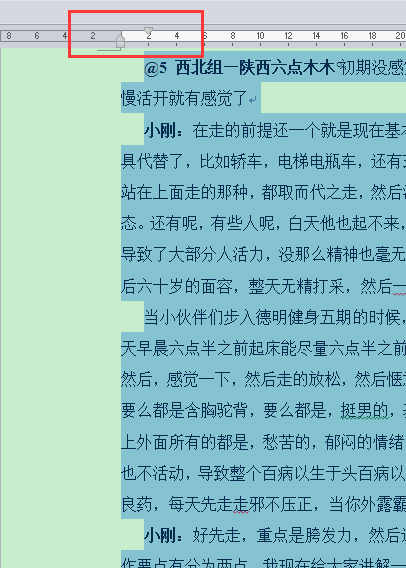 8 6 4 2 2 4 6 8 10 12 14 16 18 20
@5 西北组－陕西六点木木 初期没感
慢活开就有感觉了
小刚：在走的前提还一个就是现在基本
具代替了，比如轿车，电梯电瓶车，还有
站在上面走的那种，都取而代之走，然后
态。还有呢，有些人呢，白天他也起不来，
导致了大部分人活力，没那么精神也毫无
后六十岁的面容，整天无精打采，然后一
当小伙伴们步入德明健身五期的时候，
天早晨六点半之前起床能尽量六点半之前
然后，感觉一下，然后走的放松，然后惬
要么都是含胸驼背，要么都是，挺男的，
上外面所有的都是，愁苦的，郁闷的情绪
也不活动，导致整个百病以生于头百病以
良药，每天先走走邪不压正，当你外露霸
小刚：好先走，重点是胯发力，然后
作要点有分为两点，我现在给大家讲解一